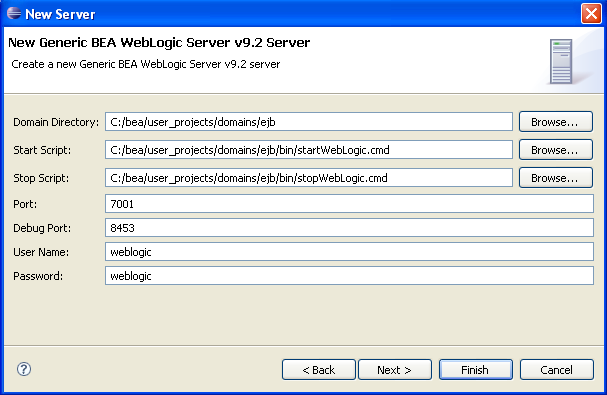 New Server
New Generic BEA WebLogic Server v9.2 Server
Create a new Generic BEA WebLogic Server v9.2 server
Domain Directory: C:/bea/user_projects/domains/ejb Browse...
Start Script: C:/bea/user_projects/domains/ejb/bin/startWebLogic.cmd Browse...
Stop Script: C:/bea/user_projects/domains/ejb/bin/stopWebLogic.cmd Browse...
Port: 7001
Debug Port: 8453
User Name: weblogic
Password: weblogic
? < Back Next > Finish Cancel